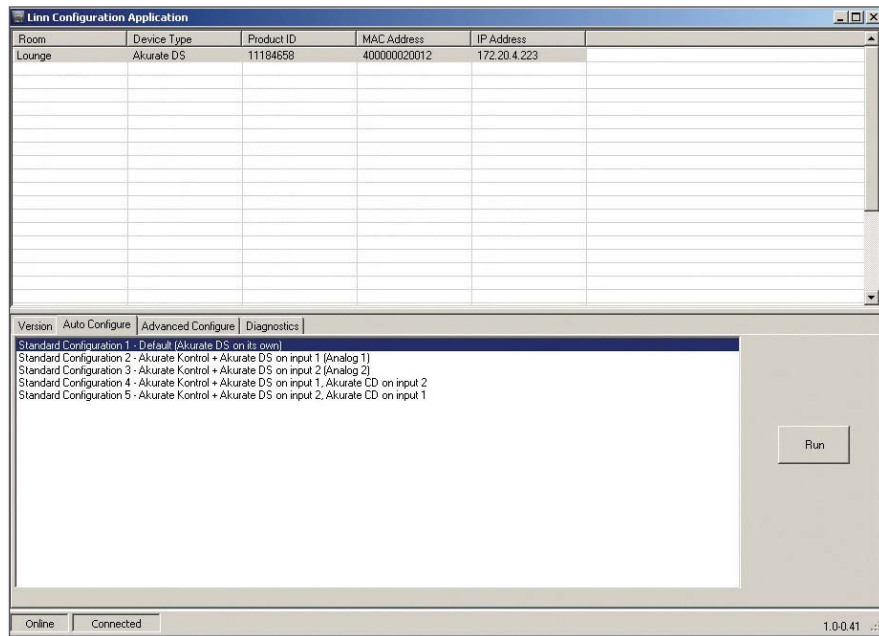 Linn Configuration Application
Room Device Type Product ID MAC Address IP Address
Lounge Akurate DS 11184658 400000020012 172.20.4.223
Version Auto Configure Advanced Configure Diagnostics
Standard Configuration 1 - Default (Akurate DS on its own)
Standard Configuration 2 - Akurate Kontrol + Akurate DS on input 1 (Analog 1)
Standard Configuration 3 - Akurate Kontrol + Akurate DS on input 2 (Analog 2)
Standard Configuration 4 - Akurate Kontrol + Akurate DS on input 1, Akurate CD on input 2
Standard Configuration 5 - Akurate Kontrol + Akurate DS on input 2, Akurate CD on input 1
Run
Online Connected 1.0-0.41